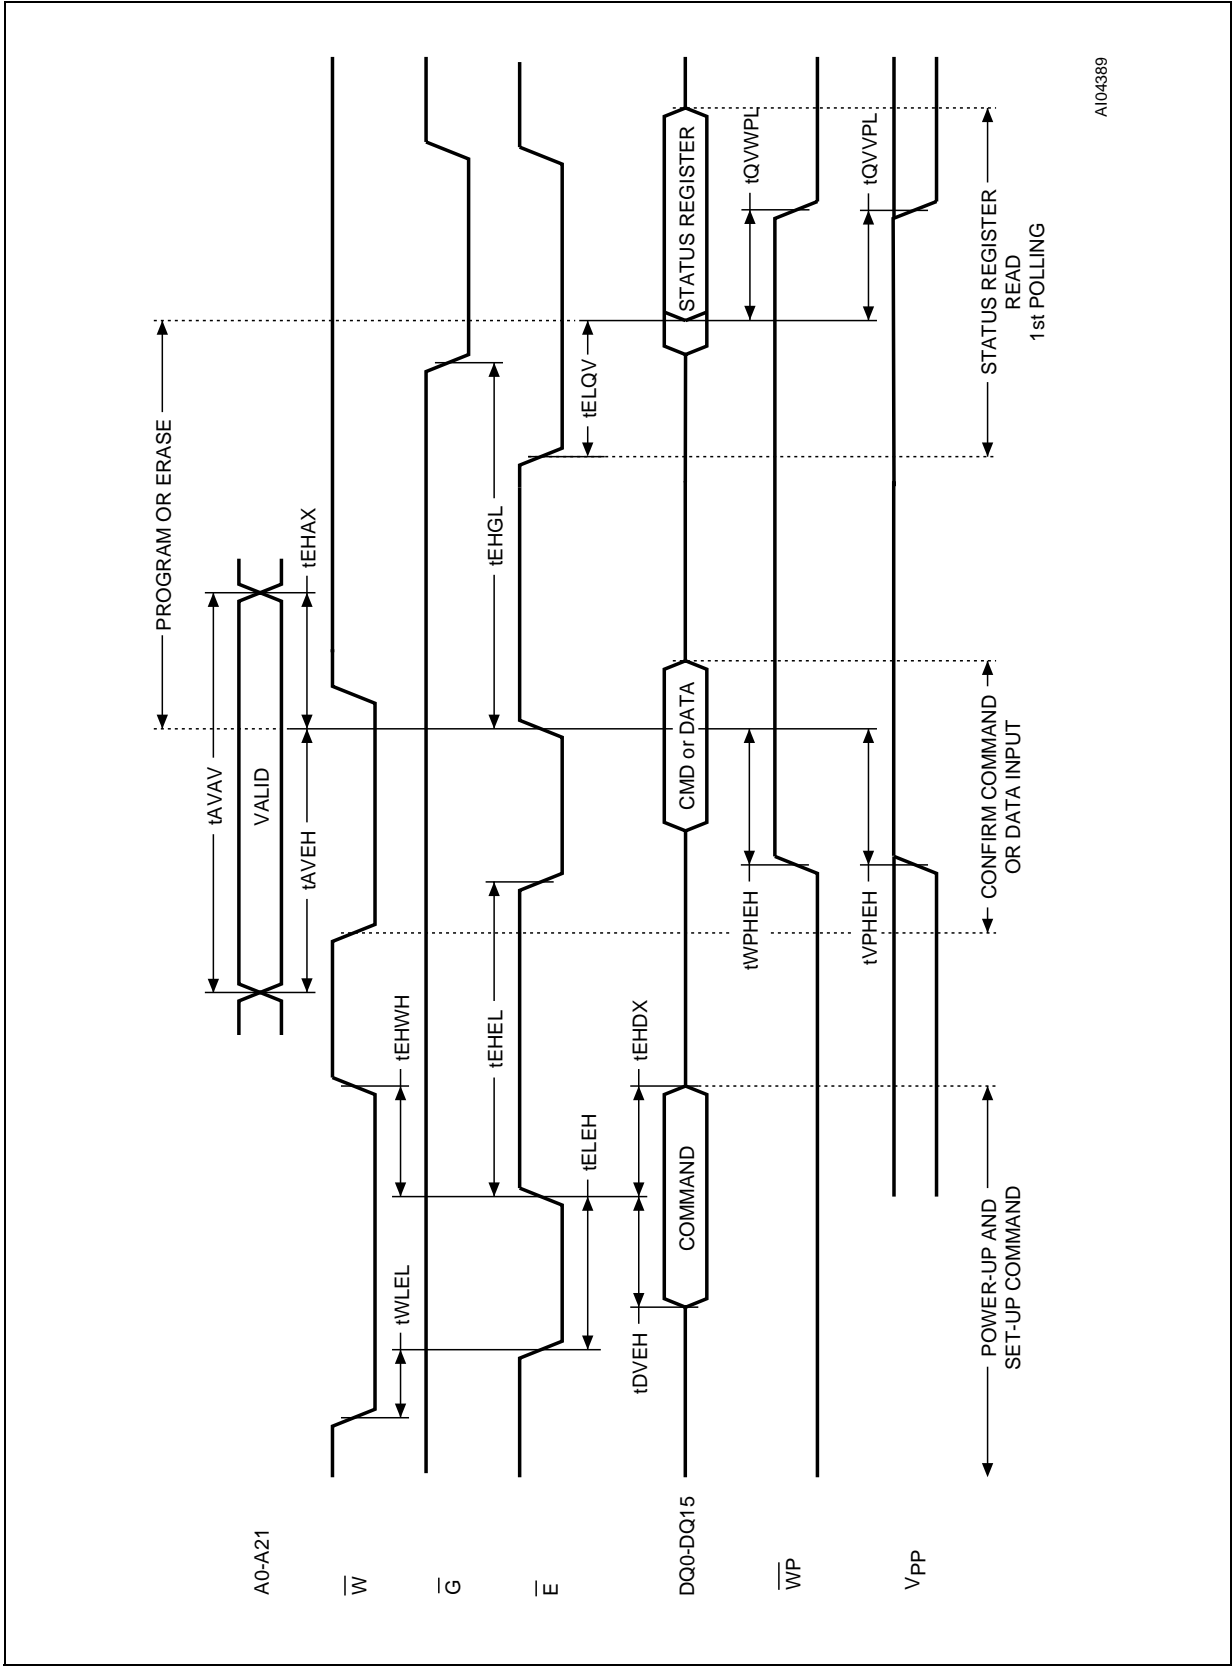 PROGRAM OR ERASE
tAVAV
A0-A21
VALID
tAVEH
tEHAX
W
tWLEL
tEHWH
G
tEHEL
tEHGL
E
tELEH
tELQV
tDVEH
tEHDX
DQ0-DQ15
COMMAND
CMD or DATA
STATUS REGISTER
tWPHEH
tQVWPL
WP
tVPHEH
tQVVPL
VPP
POWER-UP AND
SET-UP COMMAND
CONFIRM COMMAND
OR DATA INPUT
STATUS REGISTER
READ
1st POLLING
AI04389